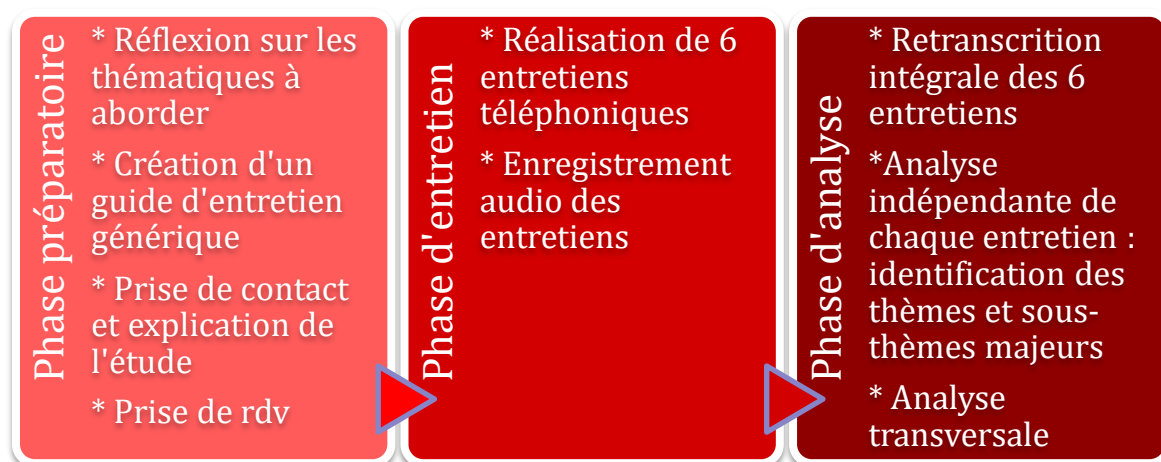 Phase préparatoire
* Réflexion sur les
thématiques à
aborder
* Création d'un
guide d'entretien
générique
* Prise de contact
et explication de
l'étude
* Prise de rdv
Phase d'entretien
* Réalisation de 6
entretiens
téléphoniques
* Enregistrement
audio des
entretiens
Phase d'analyse
* Retranscrition
intégrale des 6
entretiens
*Analyse
indépendante de
chaque entretien :
identification des
thèmes et sous-
thèmes majeurs
* Analyse
transversale